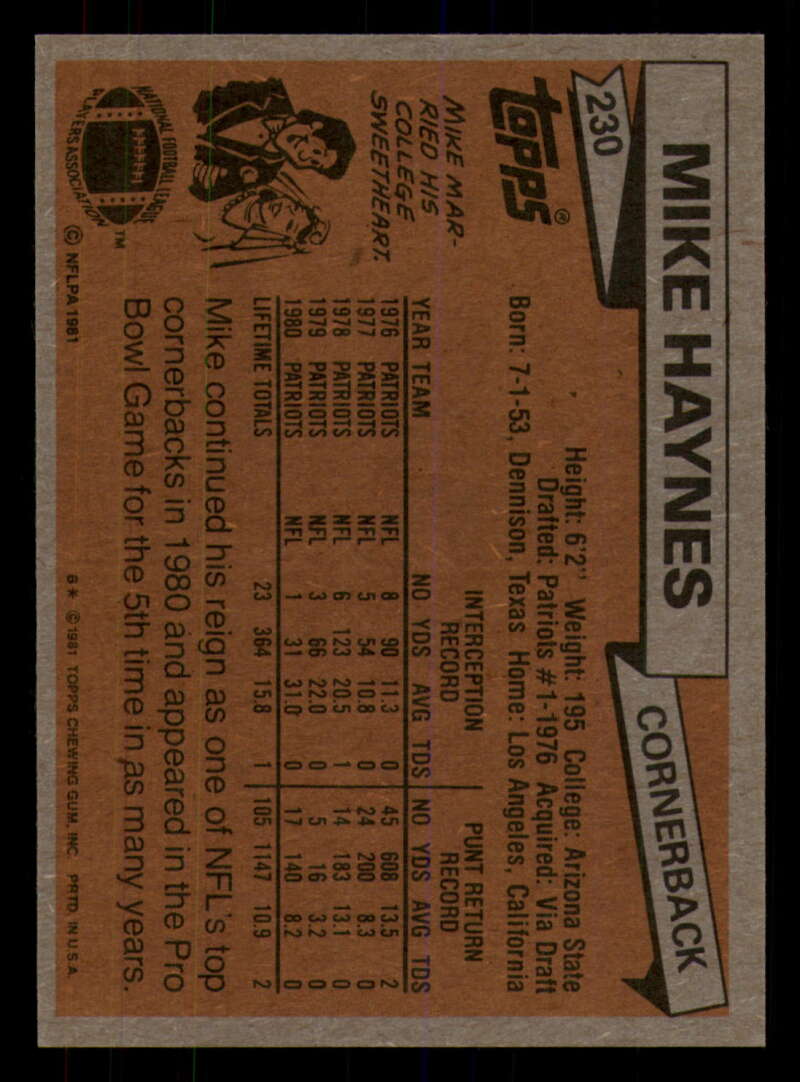 230
MIKE HAYNES
CORNERBACK
topps®
Height: 6'2" Weight: 195 College: Arizona State
Drafted: Patriots #1-1976 Acquired: Via Draft
Born: 7-1-53, Dennison, Texas Home: Los Angeles, California
MIKE MAR-
RIED HIS
COLLEGE
SWEETHEART.
INTERCEPTION PUNT RETURN
RECORD RECORD
YEAR TEAM NO YDS AVG TDS NO YDS AVG TDS
1976 PATRIOTS NFL 8 90 11.3 0 45 608 13.5 2
1977 PATRIOTS NFL 5 54 10.8 0 24 200 8.3 0
1978 PATRIOTS NFL 6 123 20.5 1 14 183 13.1 0
1979 PATRIOTS NFL 3 66 22.0 0 5 16 3.2 0
1980 PATRIOTS NFL 1 31 31.0 0 17 140 8.2 0
LIFETIME TOTALS 23 364 15.8 1 105 1147 10.9 2
Mike continued his reign as one of NFL's top
cornerbacks in 1980 and appeared in the Pro
Bowl Game for the 5th time in as many years.
NATIONAL FOOTBALL LEAGUE
PLAYERS ASSOCIATION
TM
© NFLPA 1981
6* © 1981 TOPPS CHEWING GUM, INC. PRTD. IN U.S.A.